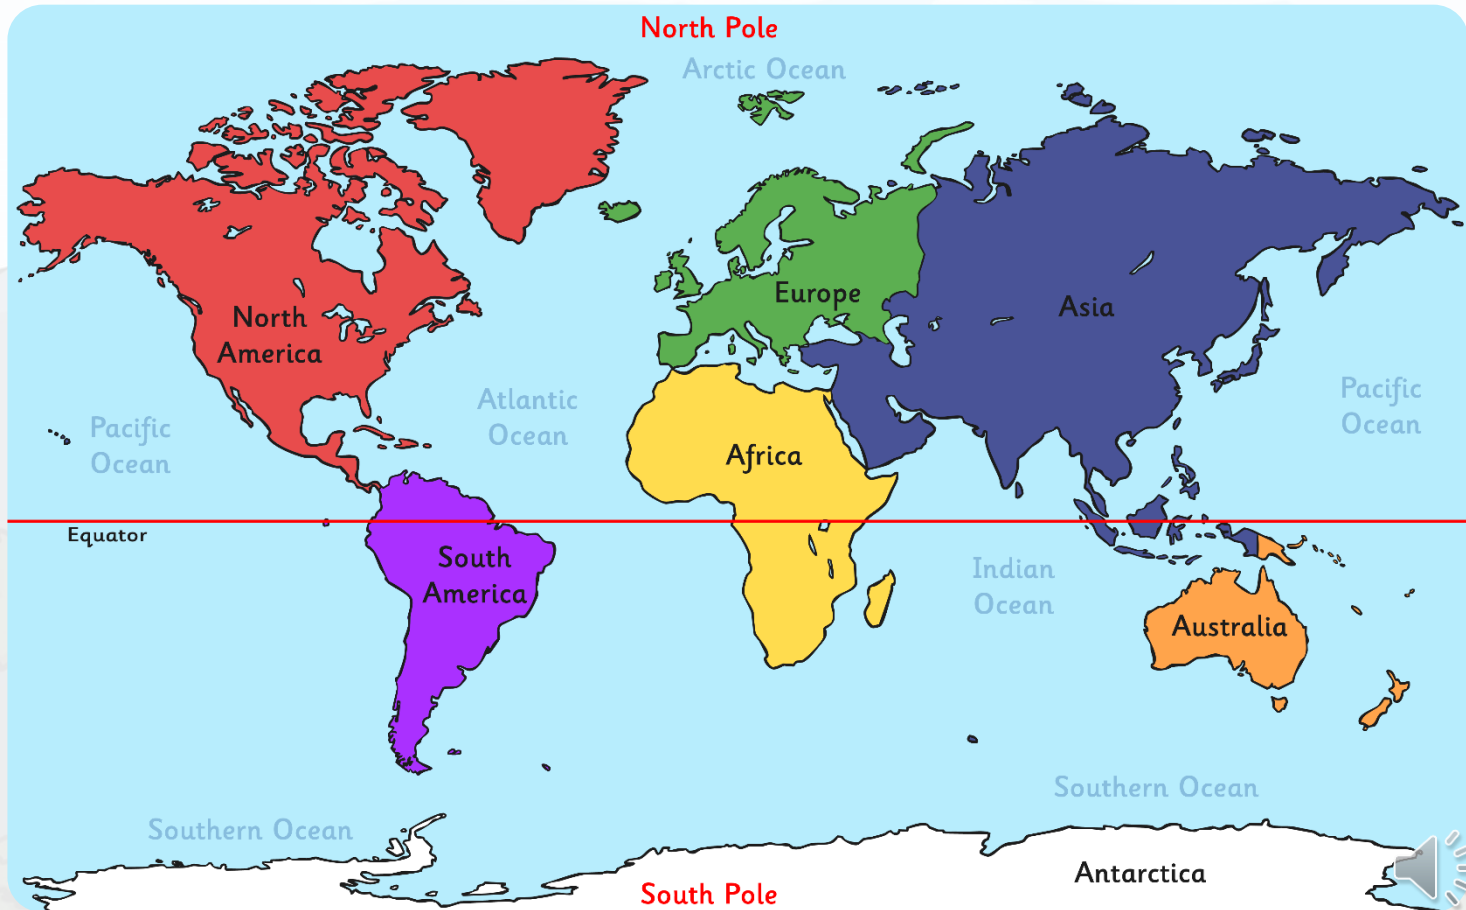 North Pole
Arctic Ocean
Europe
Asia
North
America
Atlantic
Ocean
Pacific
Ocean
Pacific
Ocean
Africa
Equator
South
America
Indian
Ocean
Australia
Southern Ocean
Southern Ocean
Antarctica
South Pole